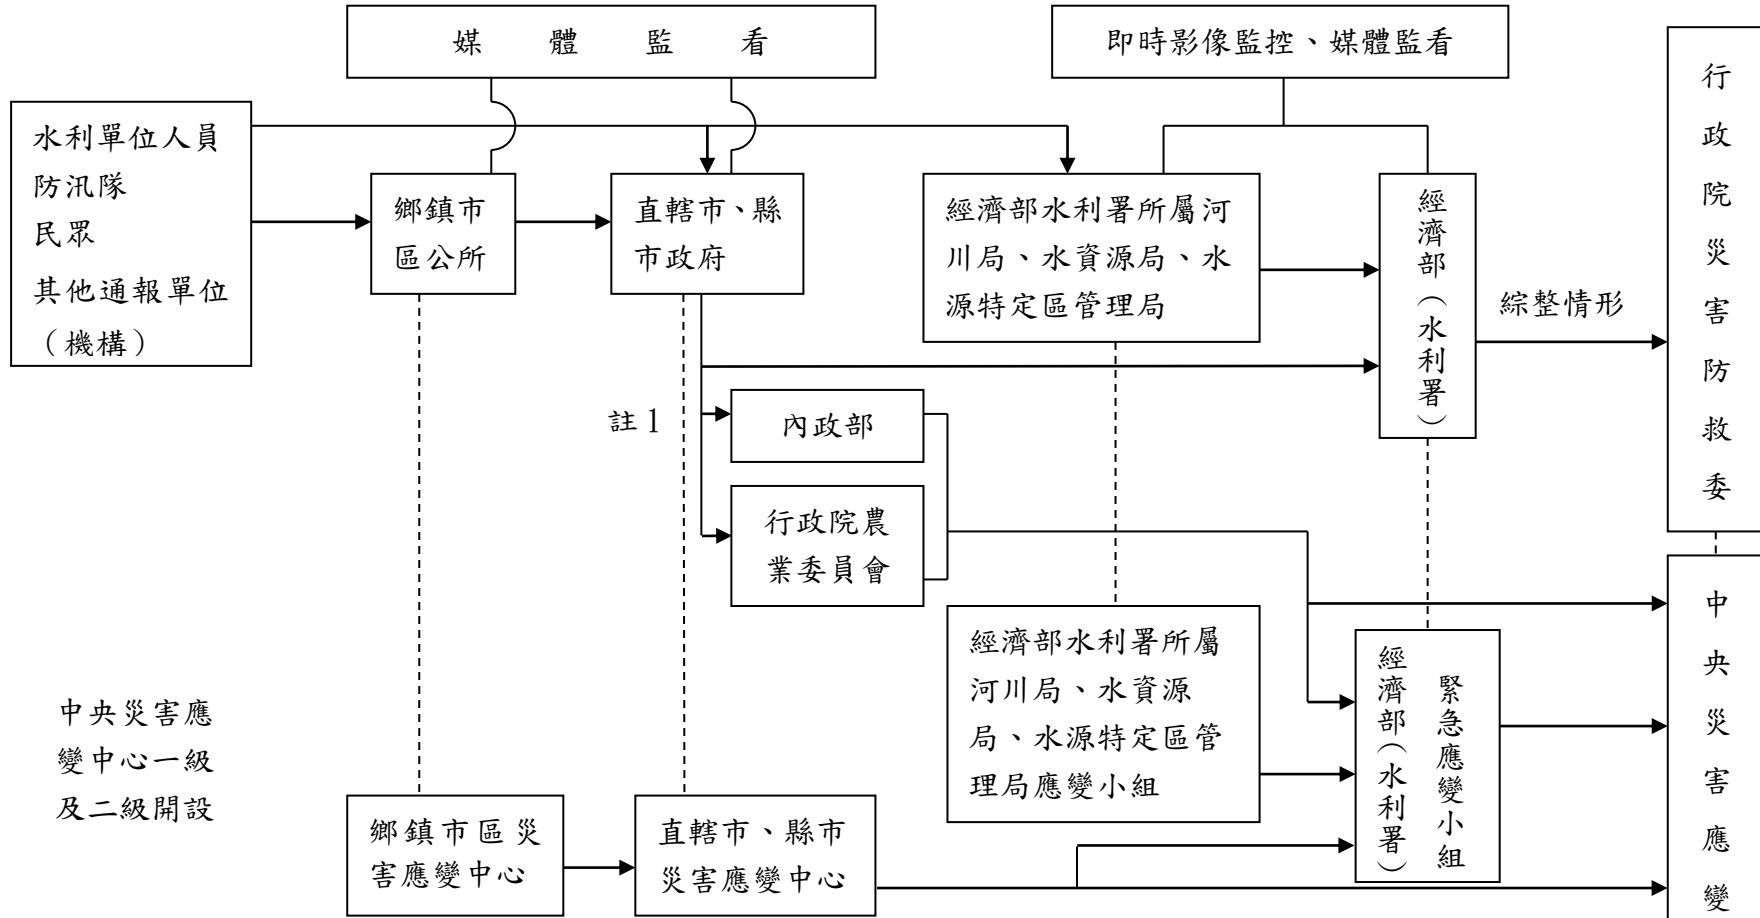 媒體監看
即時影像監控、媒體監看
行政院災害防救委
水利單位人員
防汛隊
民眾
其他通報單位
（機構）
鄉鎮市
區公所
直轄市、縣
市政府
經濟部水利署所屬河
川局、水資源局、水
源特定區管理局
經濟部（水利署）
綜整情形
註1
內政部
行政院農
業委員會
中央災害應
變中心一級
及二級開設
鄉鎮市區災
害應變中心
直轄市、縣市
災害應變中心
經濟部水利署所屬
河川局、水資源
局、水源特定區管
理局應變小組
經濟部（水利署）
緊急應變小組
中央災害應變